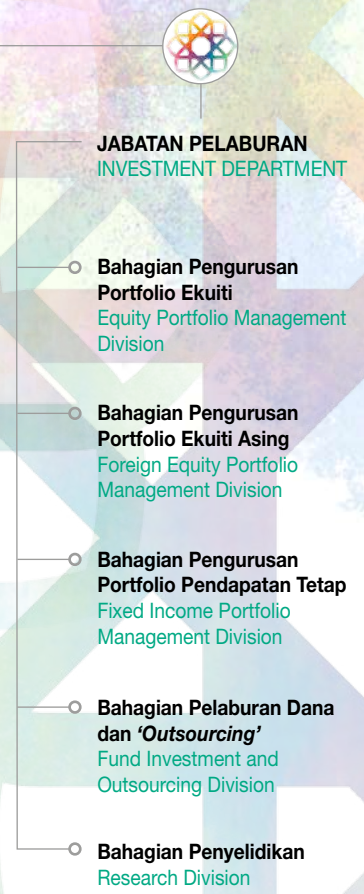 JABATAN PELABURAN
INVESTMENT DEPARTMENT
Bahagian Pengurusan
Portfolio Ekuiti
Equity Portfolio Management
Division
Bahagian Pengurusan
Portfolio Ekuiti Asing
Foreign Equity Portfolio
Management Division
Bahagian Pengurusan
Portfolio Pendapatan Tetap
Fixed Income Portfolio
Management Division
Bahagian Pelaburan Dana
dan ‘Outsourcing’
Fund Investment and
Outsourcing Division
Bahagian Penyelidikan
Research Division